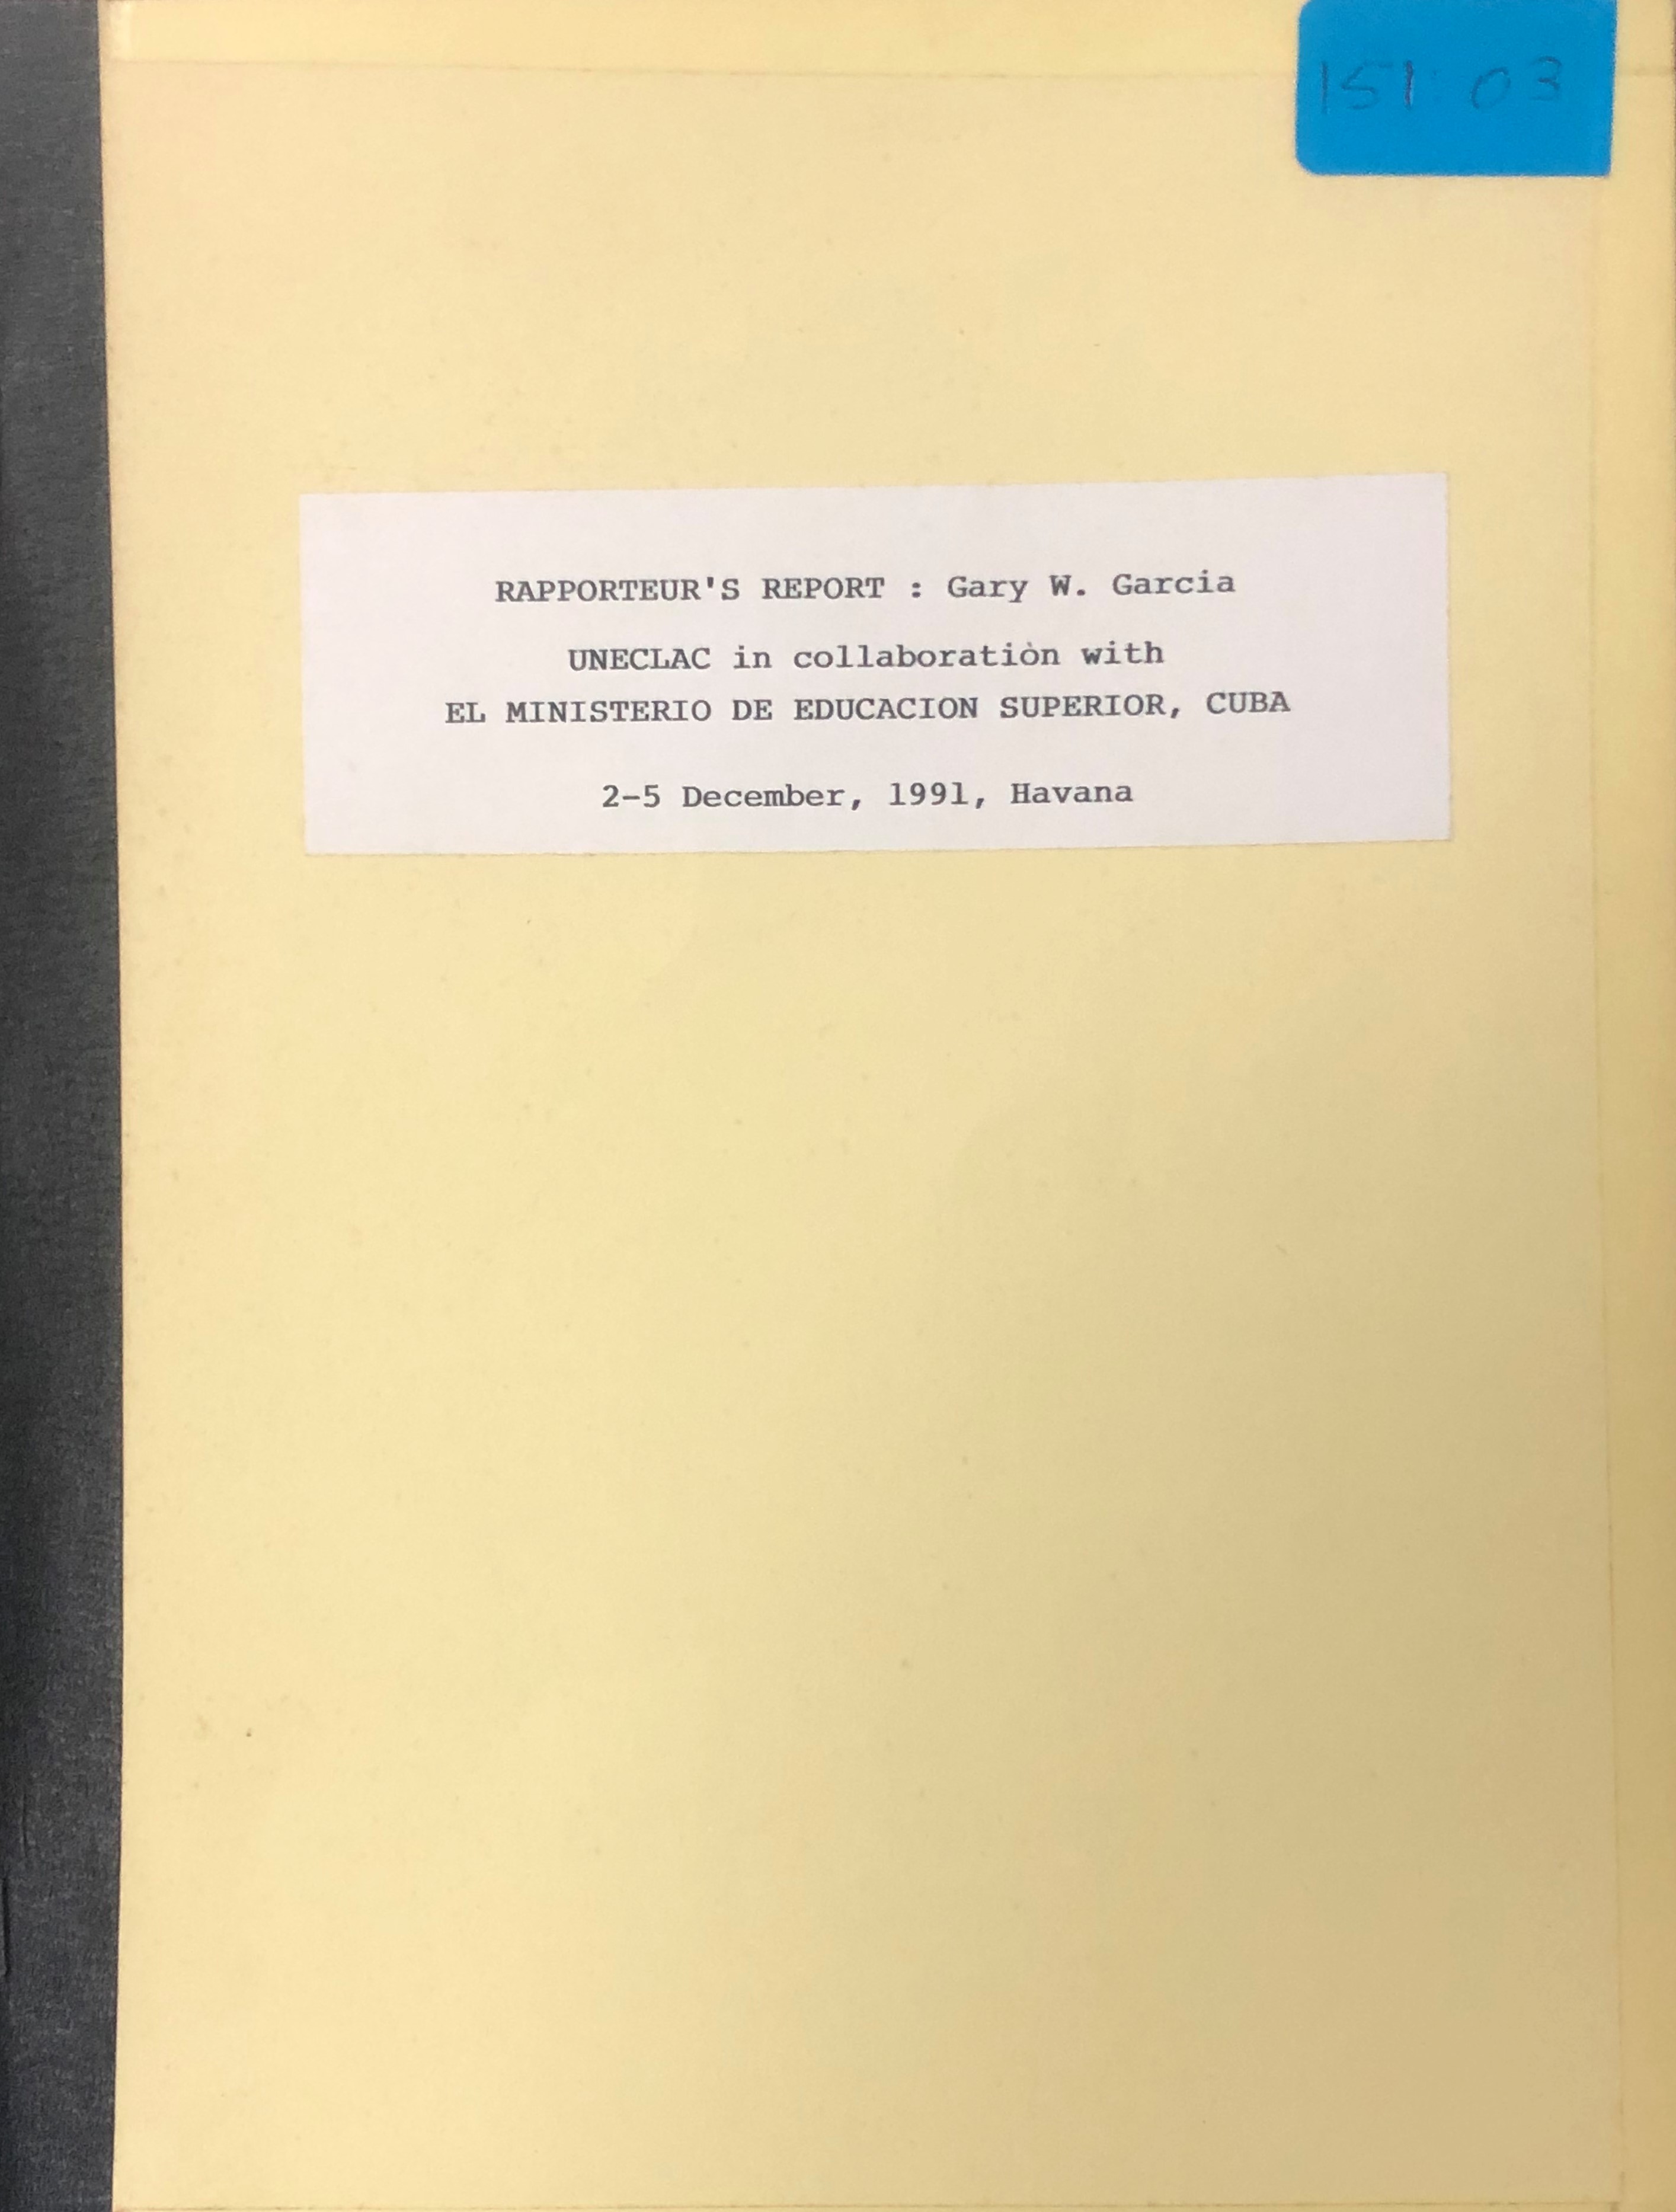 151 03
RAPPORTEUR'S REPORT : Gary W. Garcia
UNECLAC in collaboration with
EL MINISTERIO DE EDUCACION SUPERIOR, CUBA
2-5 December, 1991, Havana